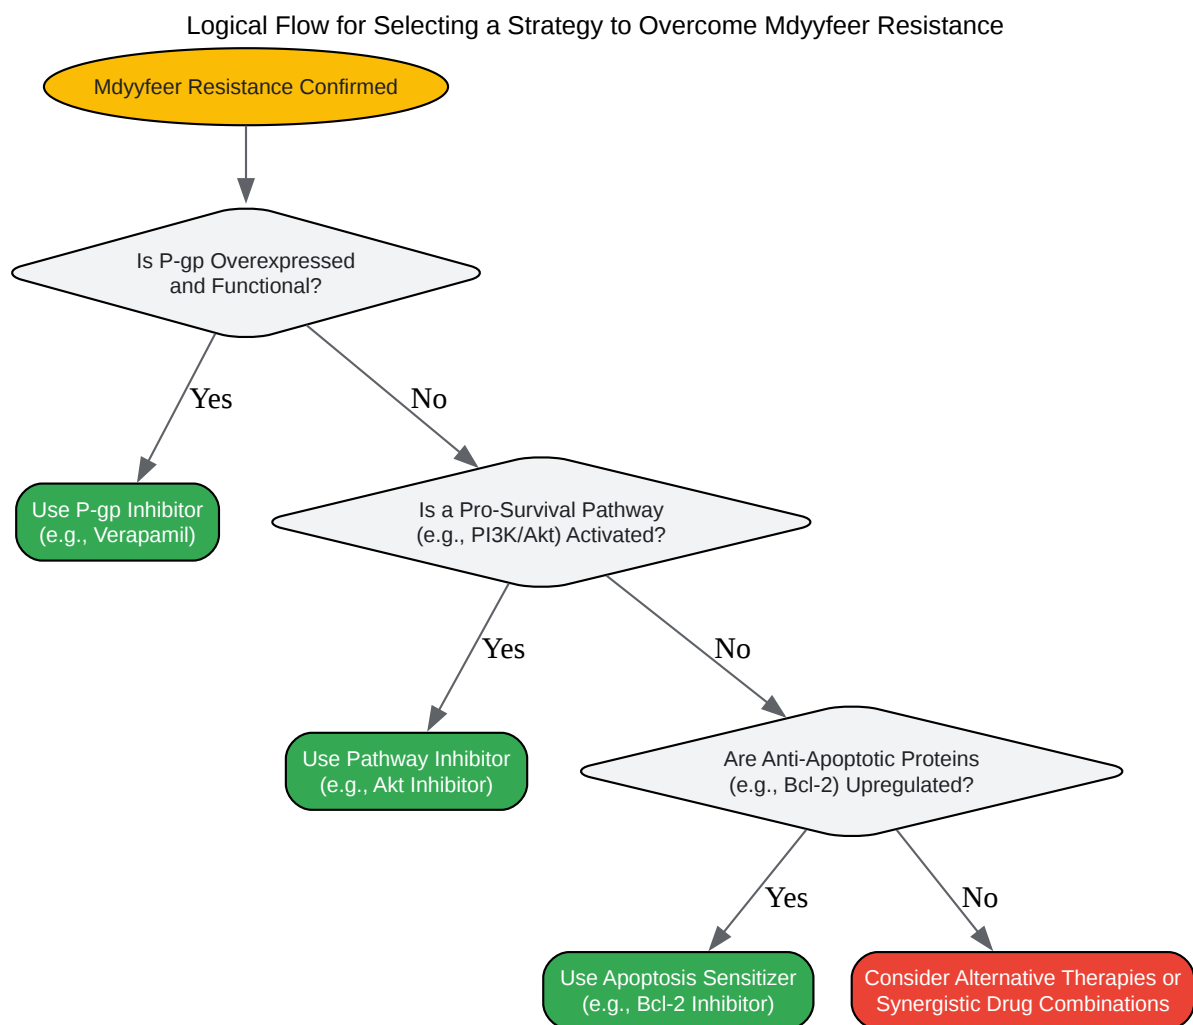 Logical Flow for Selecting a Strategy to Overcome Mdyyfeer Resistance
Mdyyfeer Resistance Confirmed
Is P-gp Overexpressed
and Functional?
Yes
No
Use P-gp Inhibitor
(e.g., Verapamil)
Is a Pro-Survival Pathway
(e.g., PI3K/Akt) Activated?
Yes
No
Use Pathway Inhibitor
(e.g., Akt Inhibitor)
Are Anti-Apoptotic Proteins
(e.g., Bcl-2) Upregulated?
Yes
No
Use Apoptosis Sensitizer
(e.g., Bcl-2 Inhibitor)
Consider Alternative Therapies or
Synergistic Drug Combinations